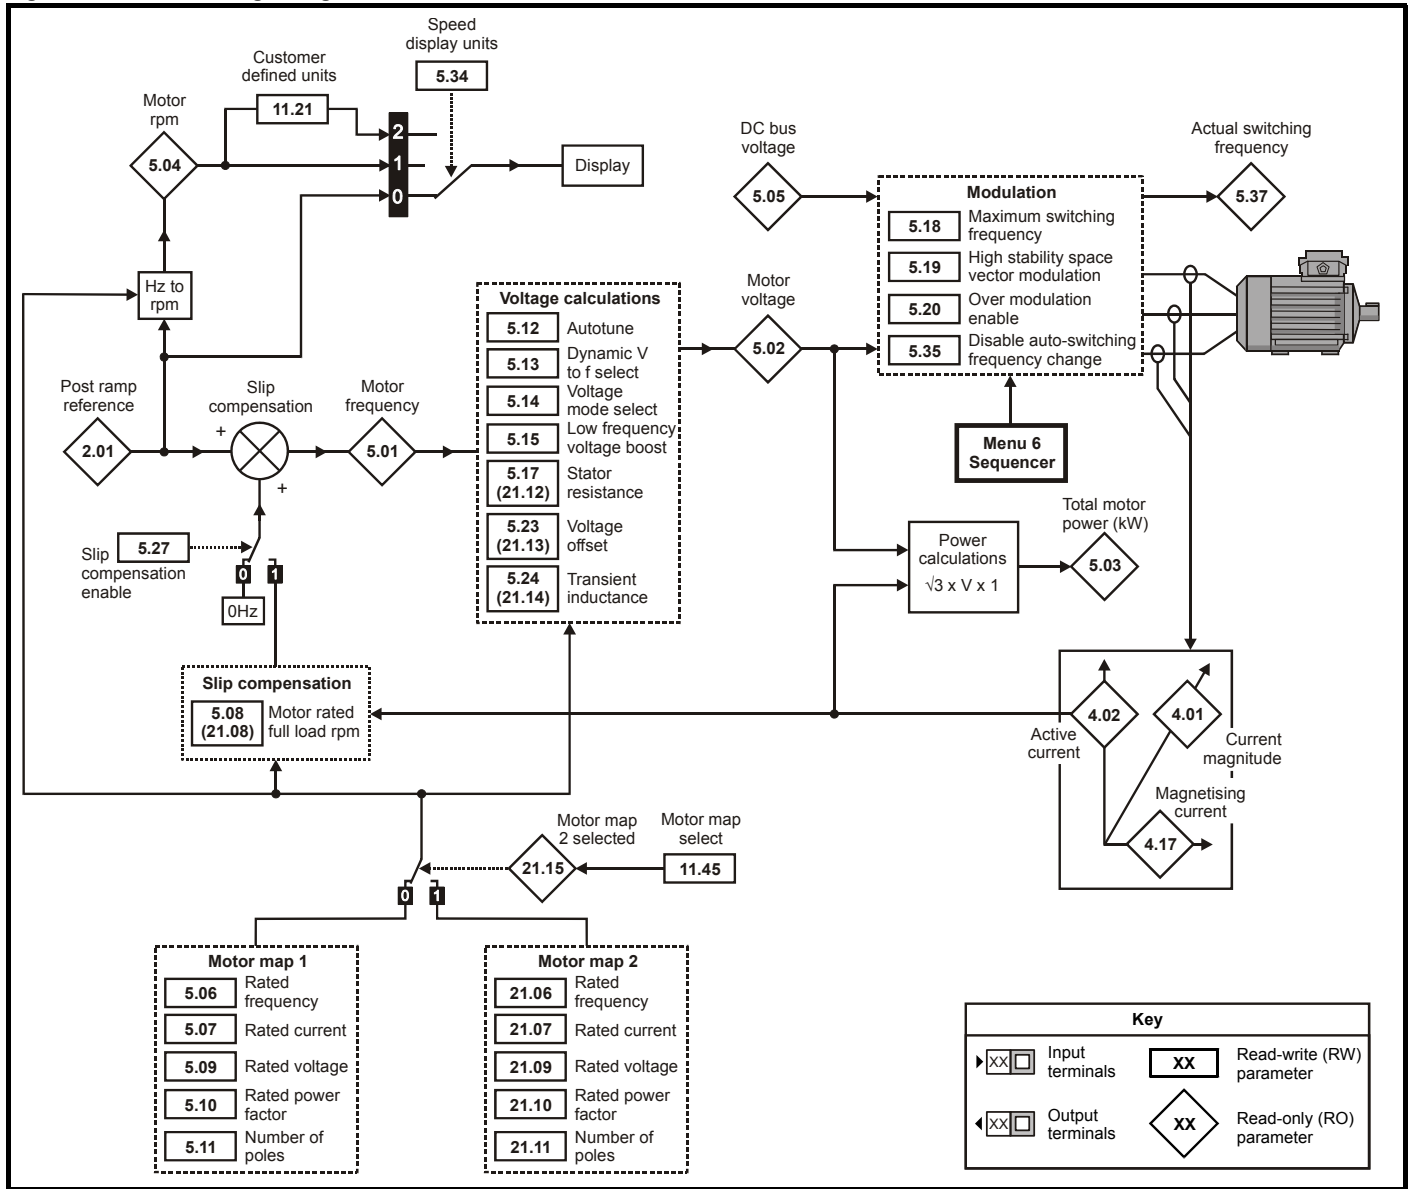 Speed
display units
5.34
Customer
defined units
11.21
Motor
rpm
5.04
2
1
0
Display
Hz to
rpm
DC bus
voltage
5.05
Modulation
5.18 Maximum switching
frequency
5.19 High stability space
vector modulation
5.20 Over modulation
enable
5.35 Disable auto-switching
frequency change
Actual switching
frequency
5.37
Motor
voltage
5.02
Voltage calculations
5.12 Autotune
5.13 Dynamic V
to f select
5.14 Voltage
mode select
5.15 Low frequency
voltage boost
5.17 Stator
(21.12) resistance
5.23 Voltage
(21.13) offset
5.24 Transient
(21.14) inductance
Post ramp
reference
2.01
Slip
compensation
+
+
Motor
frequency
5.01
Menu 6
Sequencer
Slip
compensation
enable
5.27
0
1
0Hz
Power
calculations
√3 x V x 1
Total motor
power (kW)
5.03
Slip compensation
5.08 Motor rated
(21.08) full load rpm
4.02
Active
current
4.01
Current
magnitude
Magnetising
current
4.17
Motor map
2 selected
21.15
Motor map
select
11.45
0
1
Motor map 1
5.06 Rated
frequency
5.07 Rated current
5.09 Rated voltage
5.10 Rated power
factor
5.11 Number of
poles
Motor map 2
21.06 Rated
frequency
21.07 Rated current
21.09 Rated voltage
21.10 Rated power
factor
21.11 Number of
poles
Key
XX Input
terminals
XX Output
terminals
XX Read-write (RW)
parameter
XX Read-only (RO)
parameter